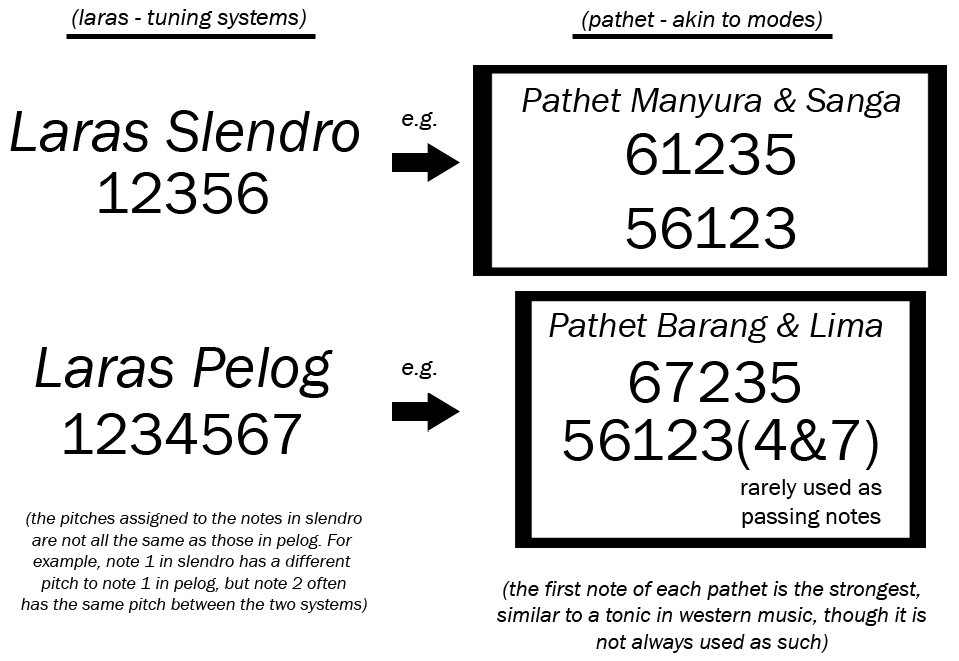 (laras - tuning systems)
(pathet - akin to modes)
Laras Slendro
12356
e.g.
Pathet Manyura & Sanga
61235
56123
Laras Pelog
1234567
e.g.
Pathet Barang & Lima
67235
56123(4&7)
rarely used as
passing notes
(the pitches assigned to the notes in slendro
are not all the same as those in pelog. For
example, note 1 in slendro has a different
pitch to note 1 in pelog, but note 2 often
has the same pitch between the two systems)
(the first note of each pathet is the strongest,
similar to a tonic in western music, though it is
not always used as such)